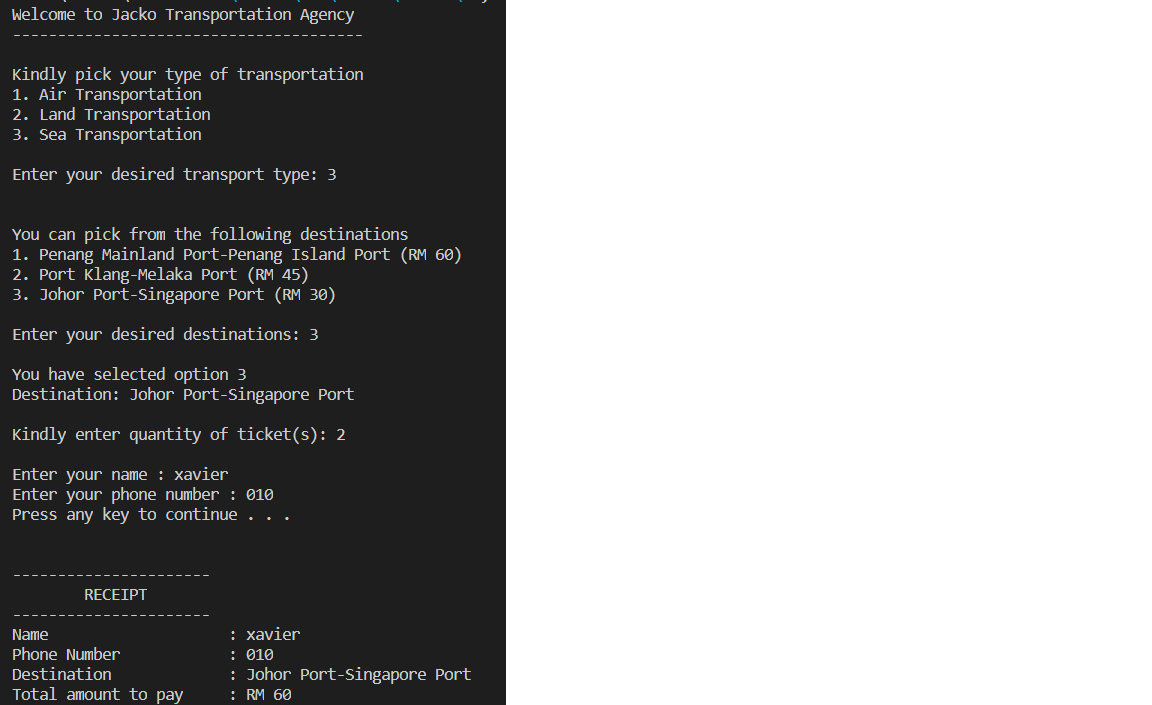 Welcome to Jacko Transportation Agency
---------------------------------------
Kindly pick your type of transportation
1. Air Transportation
2. Land Transportation
3. Sea Transportation
Enter your desired transport type: 3
You can pick from the following destinations
1. Penang Mainland Port-Penang Island Port (RM 60)
2. Port Klang-Melaka Port (RM 45)
3. Johor Port-Singapore Port (RM 30)
Enter your desired destinations: 3
You have selected option 3
Destination: Johor Port-Singapore Port
Kindly enter quantity of ticket(s): 2
Enter your name : xavier
Enter your phone number : 010
Press any key to continue . . .
----------------------
        RECEIPT
----------------------
Name                    : xavier
Phone Number            : 010
Destination             : Johor Port-Singapore Port
Total amount to pay     : RM 60